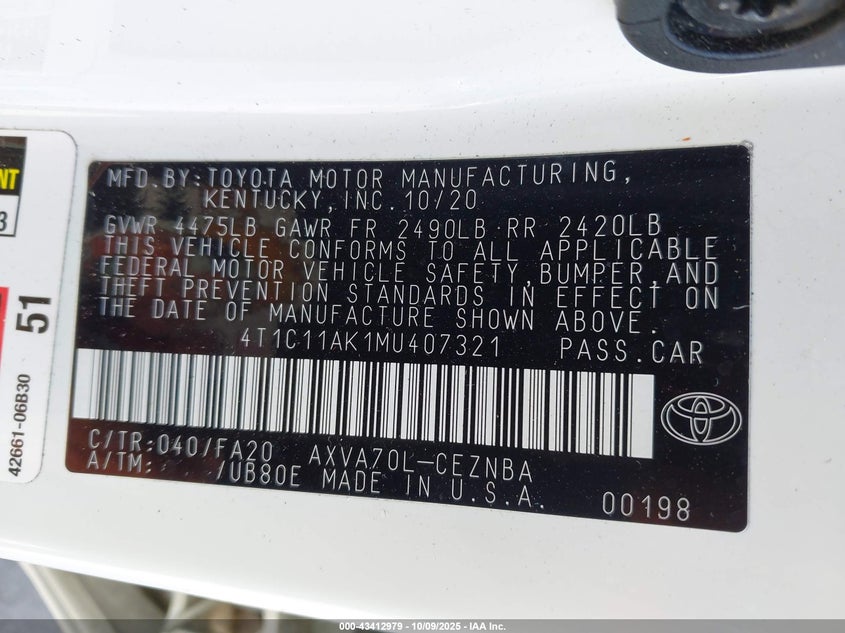 MFD.BY:TOYOTA MOTOR MANUFACTURING,
KENTUCKY,INC.10/20
GVWR 4475LB GAWR FR 2490LB RR 2420LB
THIS VEHICLE CONFORMS TO ALL APPLICABLE
FEDERAL MOTOR VEHICLE SAFETY,BUMPER,AND
THEFT PREVENTION STANDARDS IN EFFECT ON
THE DATE OF MANUFACTURE SHOWN ABOVE.
4T1C11AK1MU407321 PASS.CAR
C/TR:040/FA20 AXVA70L-CEZNBA
A/TM: /UB80E MADE IN U.S.A.
00198
NT
3
51
42661-06B30
000-43412979 - 10/09/2025 - IAA Inc.